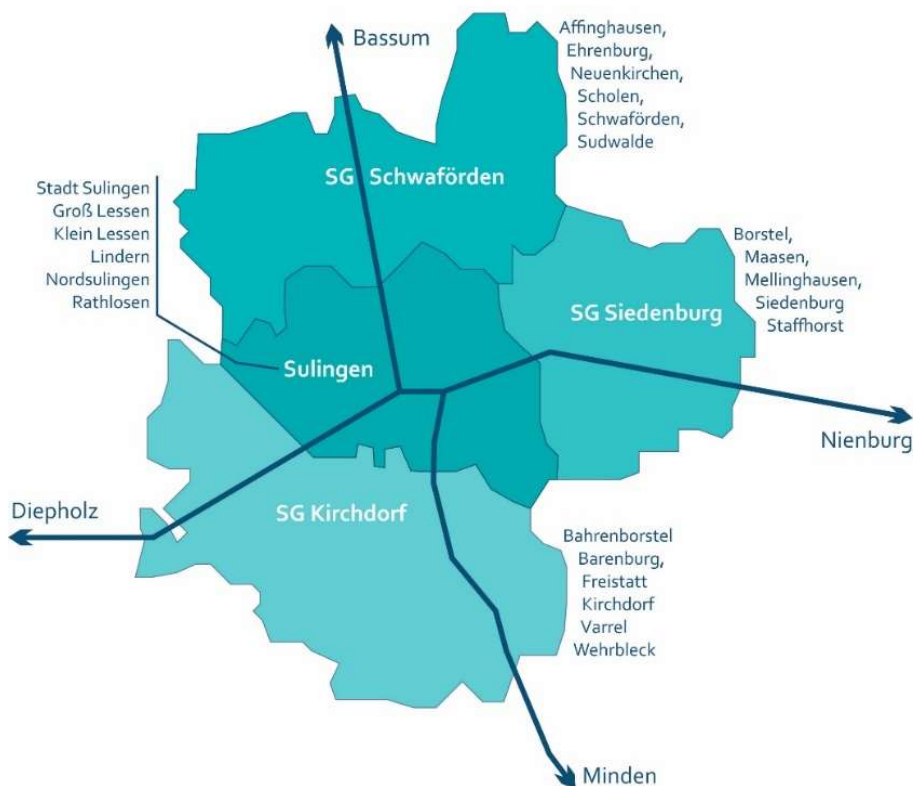 Bassum
Affinghausen,
Ehrenburg,
Neuenkirchen,
Scholen,
Schwaförden,
Sudwalde
SG Schwaförden
Stadt Sulingen
Groß Lessen
Klein Lessen
Lindern
Nordsulingen
Rathlosen
Borstel,
Maasen,
Mellinghausen,
Siedenburg
Staffhorst
SG Siedenburg
Sulingen
Nienburg
Diepholz
SG Kirchdorf
Bahrenborstel
Barenburg,
Freistatt
Kirchdorf
Varrel
Wehrbleck
Minden